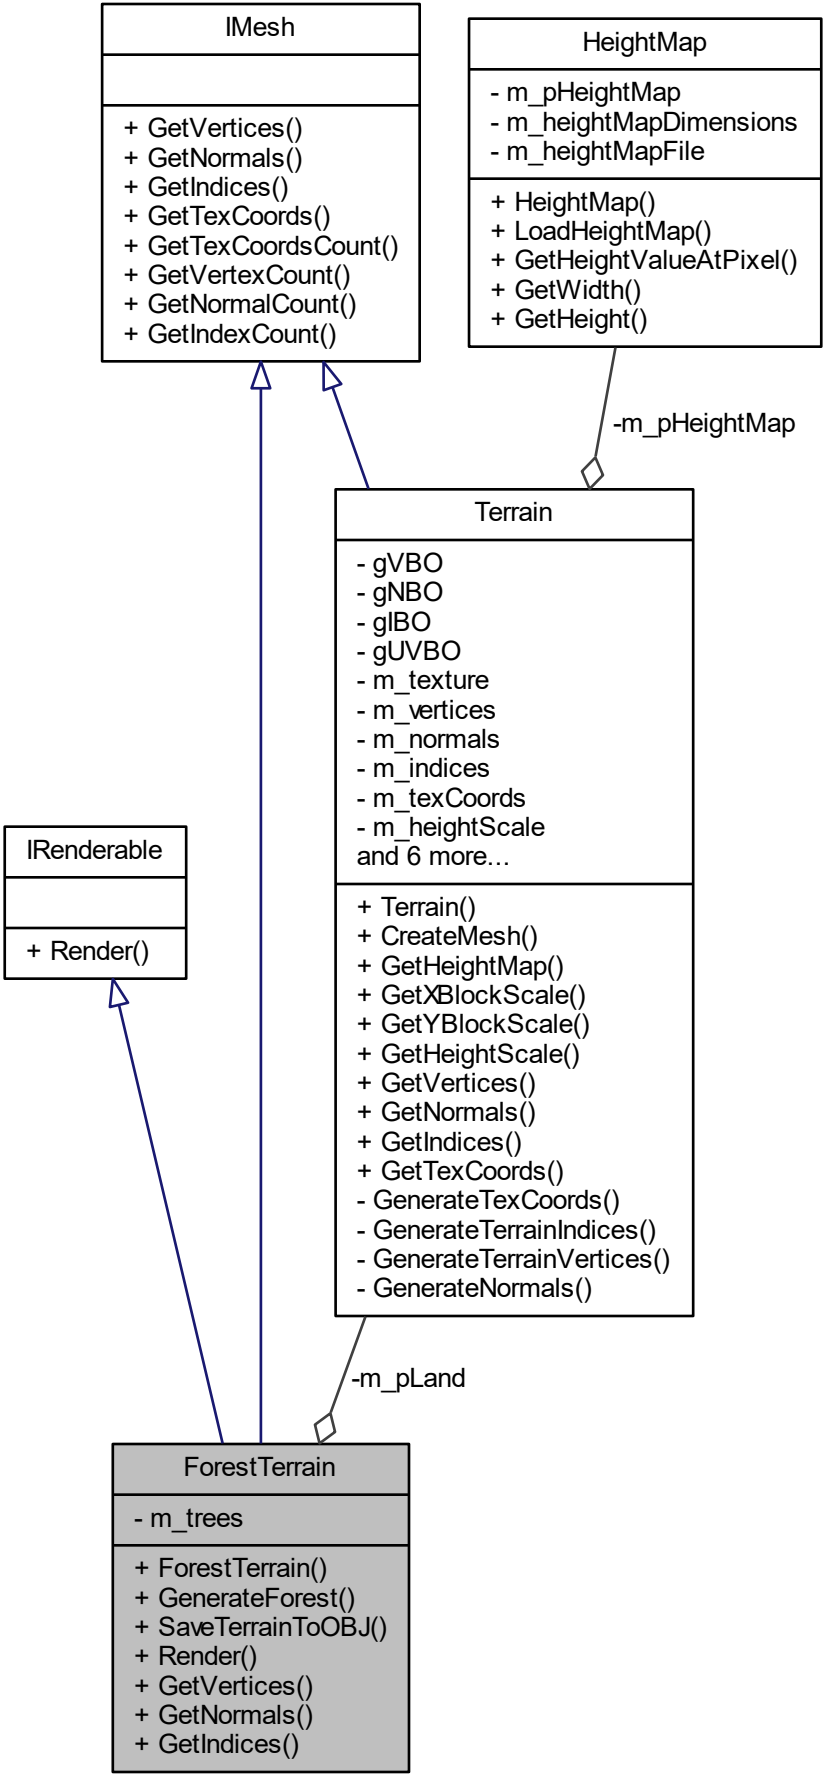 IMesh
+ GetVertices()
+ GetNormals()
+ GetIndices()
+ GetTexCoords()
+ GetTexCoordsCount()
+ GetVertexCount()
+ GetNormalCount()
+ GetIndexCount()
HeightMap
- m_pHeightMap
- m_heightMapDimensions
- m_heightMapFile
+ HeightMap()
+ LoadHeightMap()
+ GetHeightValueAtPixel()
+ GetWidth()
+ GetHeight()
-m_pHeightMap
Terrain
- gVBO
- gNBO
- gIBO
- gUVBO
- m_texture
- m_vertices
- m_normals
- m_indices
- m_texCoords
- m_heightScale
and 6 more...
+ Terrain()
+ CreateMesh()
+ GetHeightMap()
+ GetXBlockScale()
+ GetYBlockScale()
+ GetHeightScale()
+ GetVertices()
+ GetNormals()
+ GetIndices()
+ GetTexCoords()
- GenerateTexCoords()
- GenerateTerrainIndices()
- GenerateTerrainVertices()
- GenerateNormals()
IRenderable
+ Render()
-m_pLand
ForestTerrain
- m_trees
+ ForestTerrain()
+ GenerateForest()
+ SaveTerrainToOBJ()
+ Render()
+ GetVertices()
+ GetNormals()
+ GetIndices()